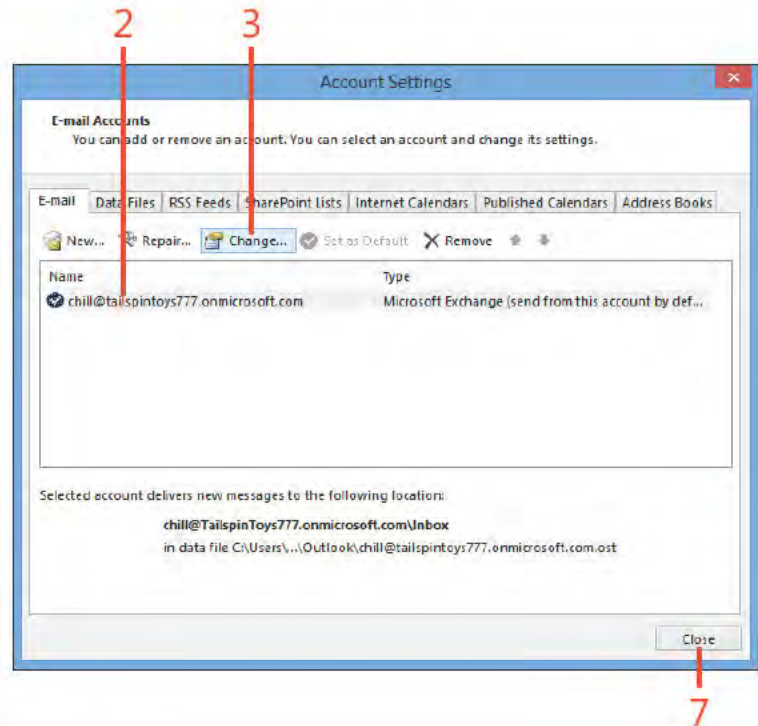 2 3
Account Settings
E-mail Accounts
You can add or remove an account. You can select an account and change its settings.
E-mail Data Files RSS Feeds SharePoint Lists Internet Calendars Published Calendars Address Books
New... Repair... Change... Set as Default Remove
Name Type
chill@tailspintoys777.onmicrosoft.com Microsoft Exchange (send from this account by def...
Selected account delivers new messages to the following location:
chill@TailspinToys777.onmicrosoft.com\Inbox
in data file C:\Users\...\Outlook\chill@tailspintoys777.onmicrosoft.com.ost
Close
7